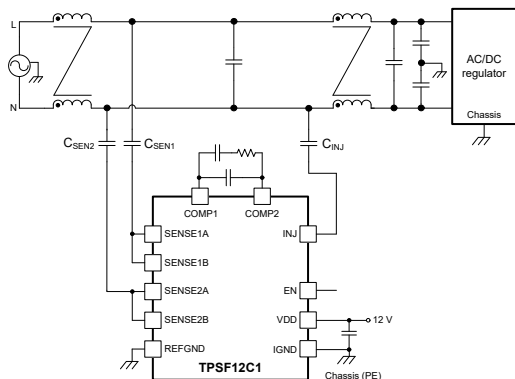 L
N
AC/DC
regulator
Chassis
CSEN2
CSEN1
CINJ
COMP1
COMP2
SENSE1A
INJ
SENSE1B
SENSE2A
EN
SENSE2B
VDD
12 V
REFGND
IGND
TPSF12C1
Chassis (PE)